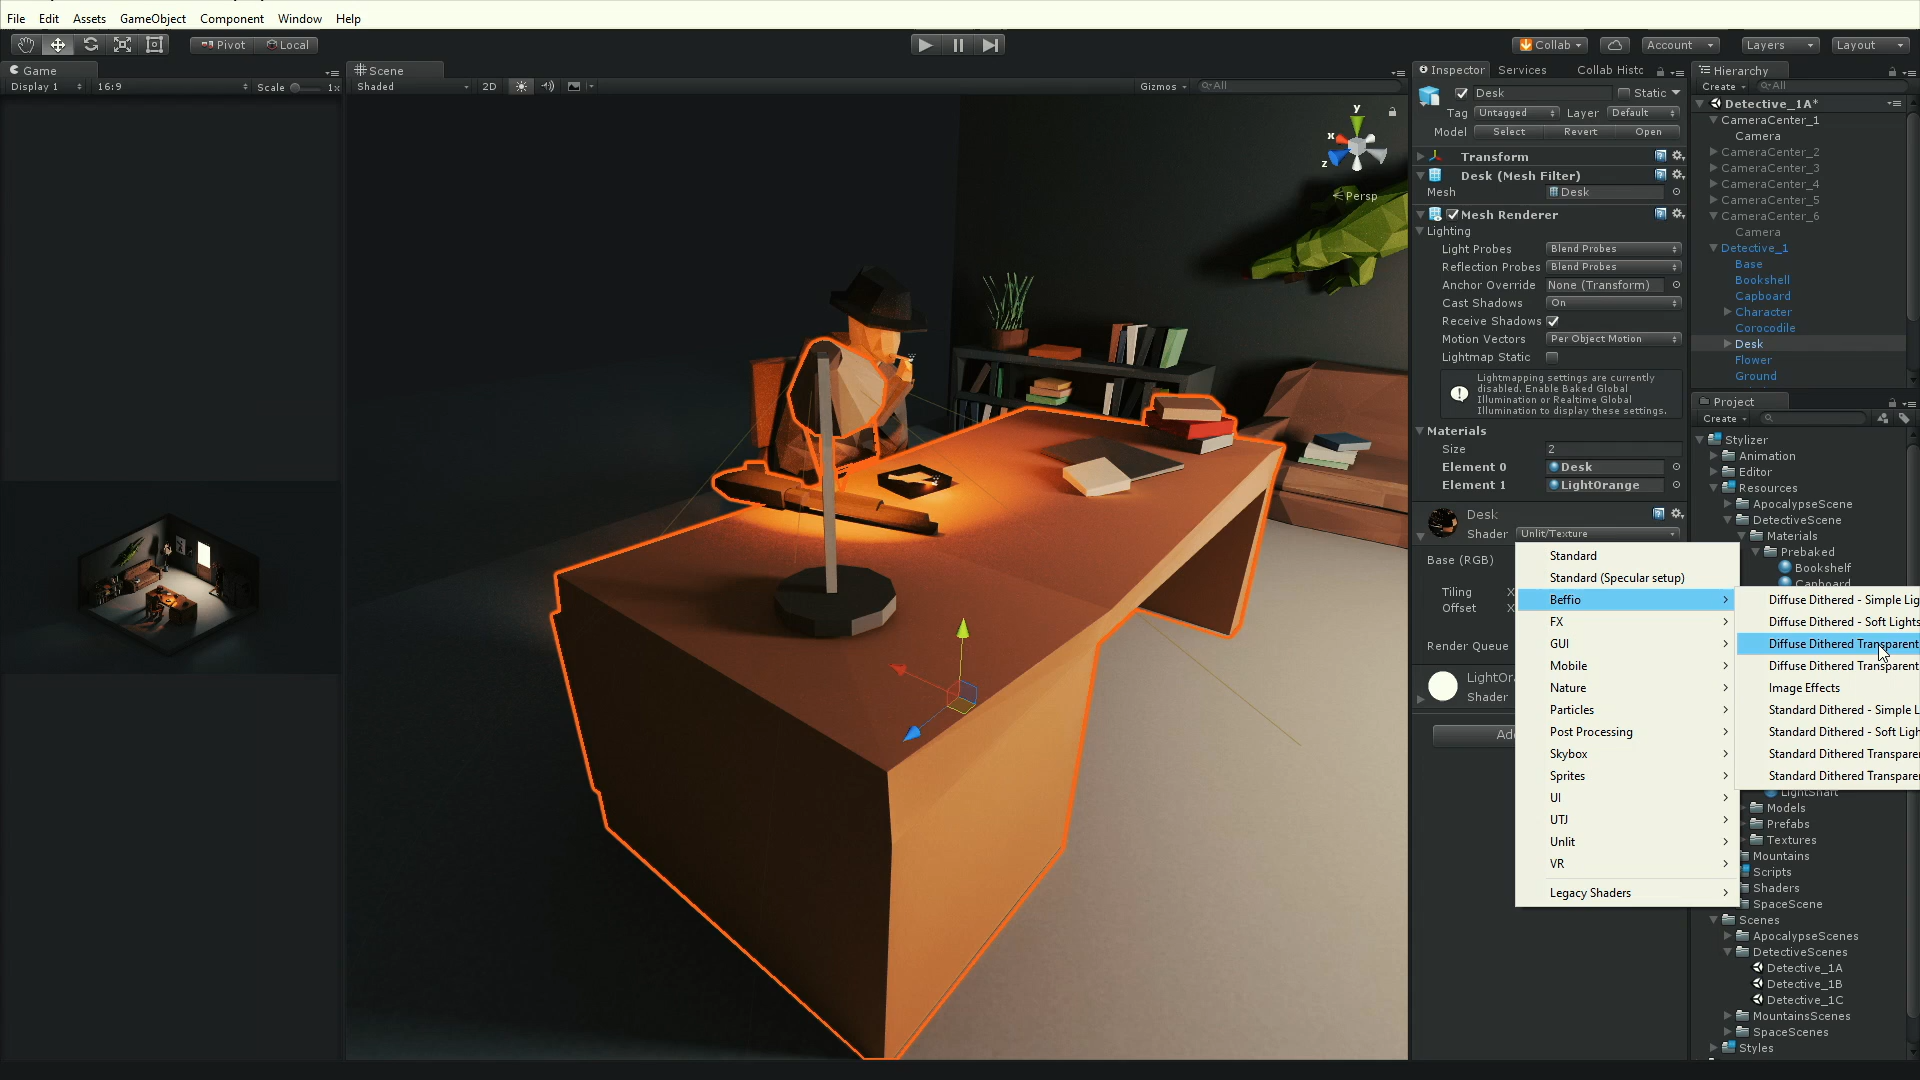 File Edit Assets GameObject Component Window Help
Pivot Local
Collab Account Layers Layout
Game
Display 1 16:9 Scale 1x
Scene
Shaded 2D Gizmos All
y
x
z
Persp
Inspector Services Collab Histc
Desk Static
Tag Untagged Layer Default
Model Select Revert Open
Transform
Desk (Mesh Filter)
Mesh Desk
Mesh Renderer
Lighting
Light Probes Blend Probes
Reflection Probes Blend Probes
Anchor Override None (Transform)
Cast Shadows On
Receive Shadows
Motion Vectors Per Object Motion
Lightmap Static
Lightmapping settings are currently
disabled. Enable Baked Global
Illumination or Realtime Global
Illumination to display these settings.
Materials
Size 2
Element 0 Desk
Element 1 LightOrange
Desk
Shader Unlit/Texture
Base (RGB)
Tiling X
Offset X
Render Queue
LightOra
Shader
Ad
Standard
Standard (Specular setup)
Beffio
FX
GUI
Mobile
Nature
Particles
Post Processing
Skybox
Sprites
UI
UTJ
Unlit
VR
Legacy Shaders
Diffuse Dithered - Simple Lig
Diffuse Dithered - Soft Lights
Diffuse Dithered Transparent
Diffuse Dithered Transparent
Image Effects
Standard Dithered - Simple L
Standard Dithered - Soft Ligh
Standard Dithered Transparer
Standard Dithered Transparer
Hierarchy
Create All
Detective_1A*
CameraCenter_1
Camera
CameraCenter_2
CameraCenter_3
CameraCenter_4
CameraCenter_5
CameraCenter_6
Camera
Detective_1
Base
Bookshell
Capboard
Character
Corocodile
Desk
Flower
Ground
Project
Create
Stylizer
Animation
Editor
Resources
ApocalypseScene
DetectiveScene
Materials
Prebaked
Bookshelf
Capboard
LightShaft
Models
Prefabs
Textures
Mountains
Scripts
Shaders
SpaceScene
Scenes
ApocalypseScenes
DetectiveScenes
Detective_1A
Detective_1B
Detective_1C
MountainsScenes
SpaceScenes
Styles